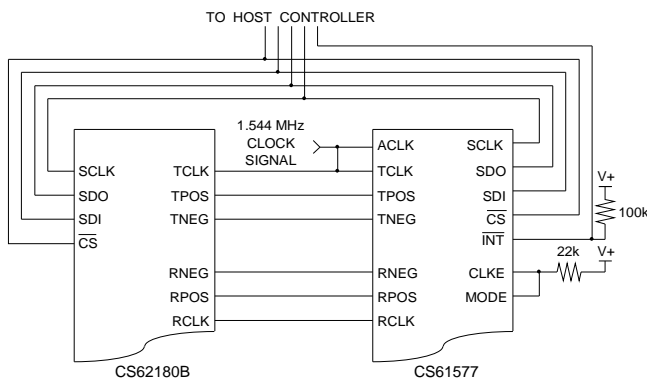 TO HOST CONTROLLER
1.544 MHz
CLOCK
SIGNAL
SCLK
SDO
SDI
CS
TCLK
TPOS
TNEG
RNEG
RPOS
RCLK
CS62180B
ACLK
TCLK
TPOS
TNEG
RNEG
RPOS
RCLK
SCLK
SDO
SDI
CS
INT
CLKE
MODE
CS61577
V+
100k
22k
V+